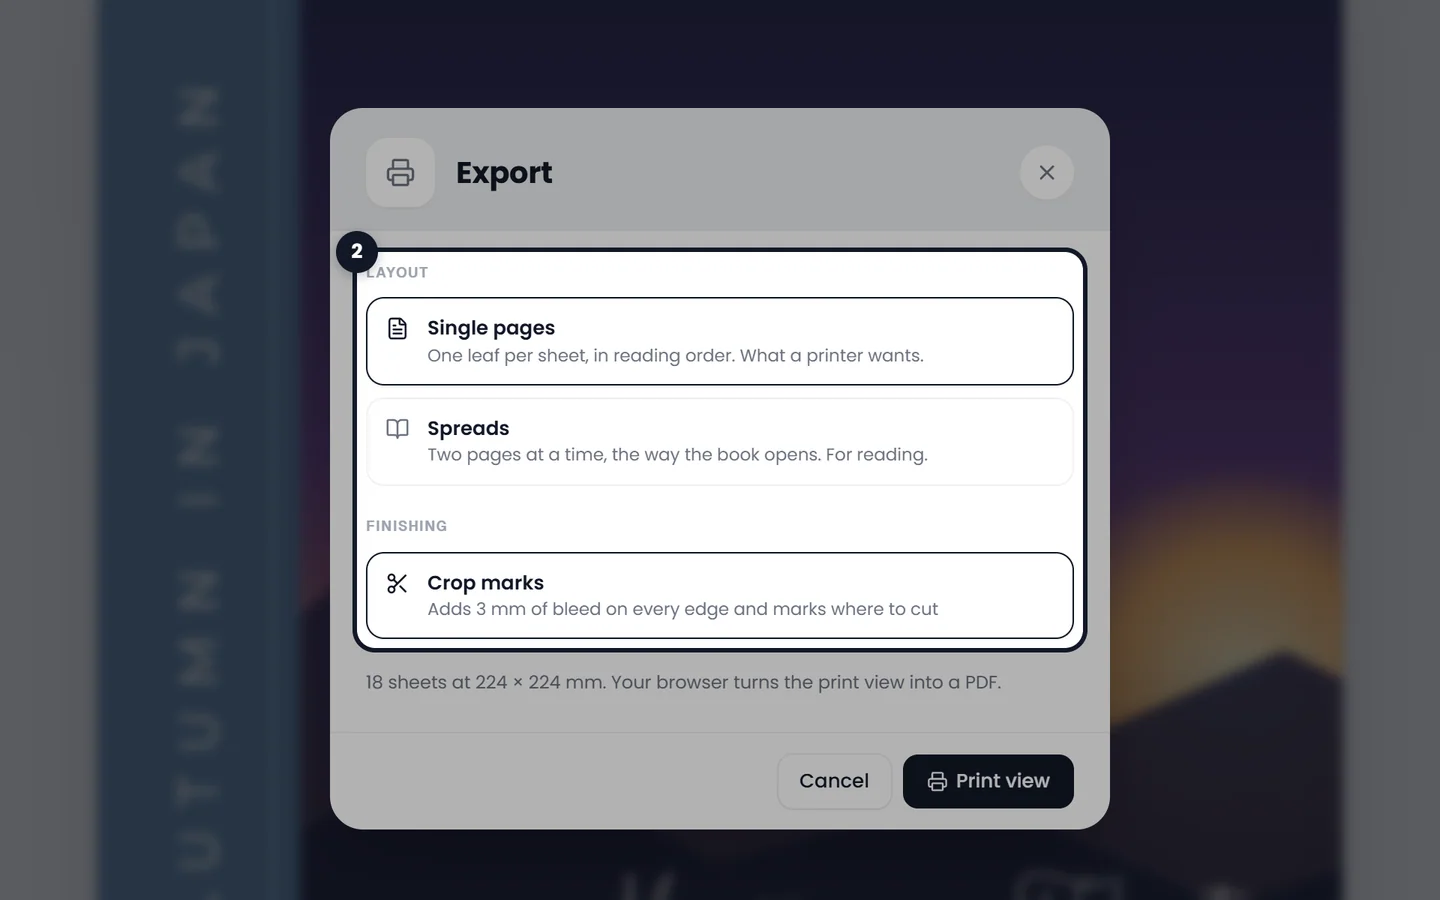 Export
2
LAYOUT
Single pages
One leaf per sheet, in reading order. What a printer wants.
Spreads
Two pages at a time, the way the book opens. For reading.
FINISHING
Crop marks
Adds 3 mm of bleed on every edge and marks where to cut
18 sheets at 224 × 224 mm. Your browser turns the print view into a PDF.
Cancel
Print view
UTUMN IN JAPAN